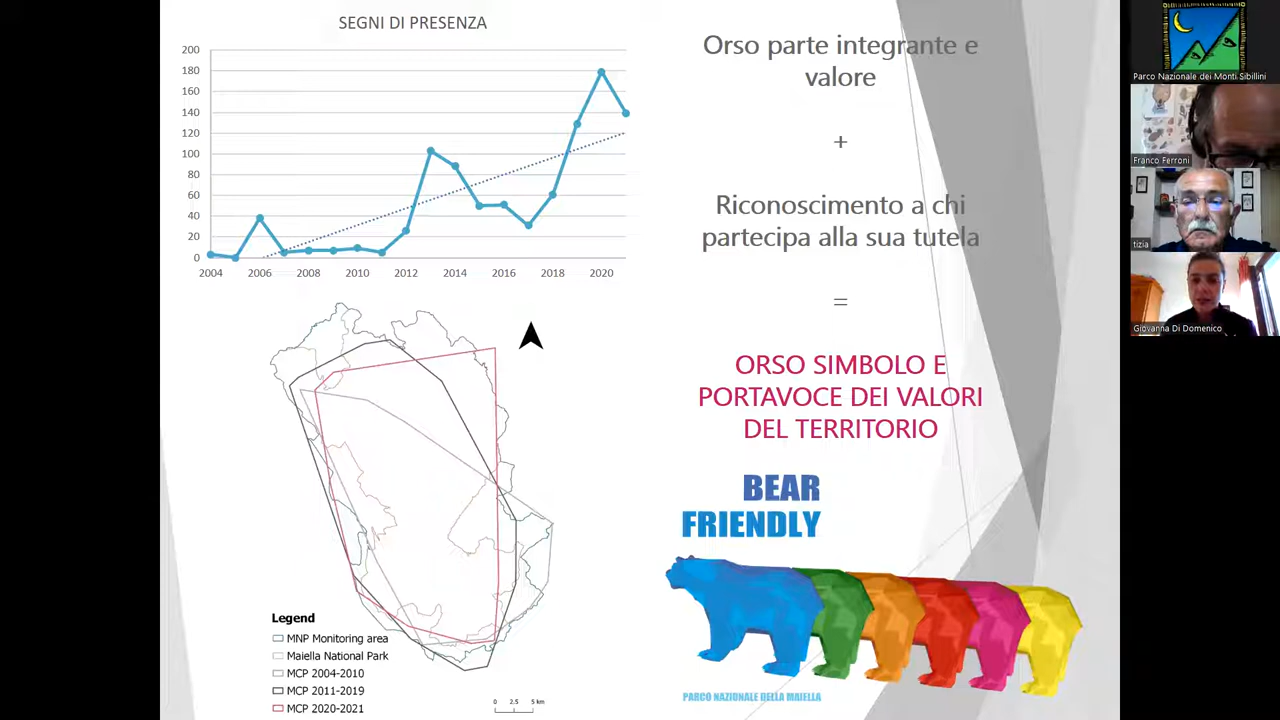 SEGNI DI PRESENZA
200
180
160
140
120
100
80
60
40
20
0
2004
2006
2008
2010
2012
2014
2016
2018
2020
Legend
MNP Monitoring area
Maiella National Park
MCP 2004-2010
MCP 2011-2019
MCP 2020-2021
0 2.5 5 km
Orso parte integrante e
valore
+
Riconoscimento a chi
partecipa alla sua tutela
=
ORSO SIMBOLO E
PORTAVOCE DEI VALORI
DEL TERRITORIO
BEAR
FRIENDLY
PARCO NAZIONALE DELLA MAIELLA
Parco Nazionale dei Monti Sibillini
Franco Ferroni
tizia
Giovanna Di Domenico